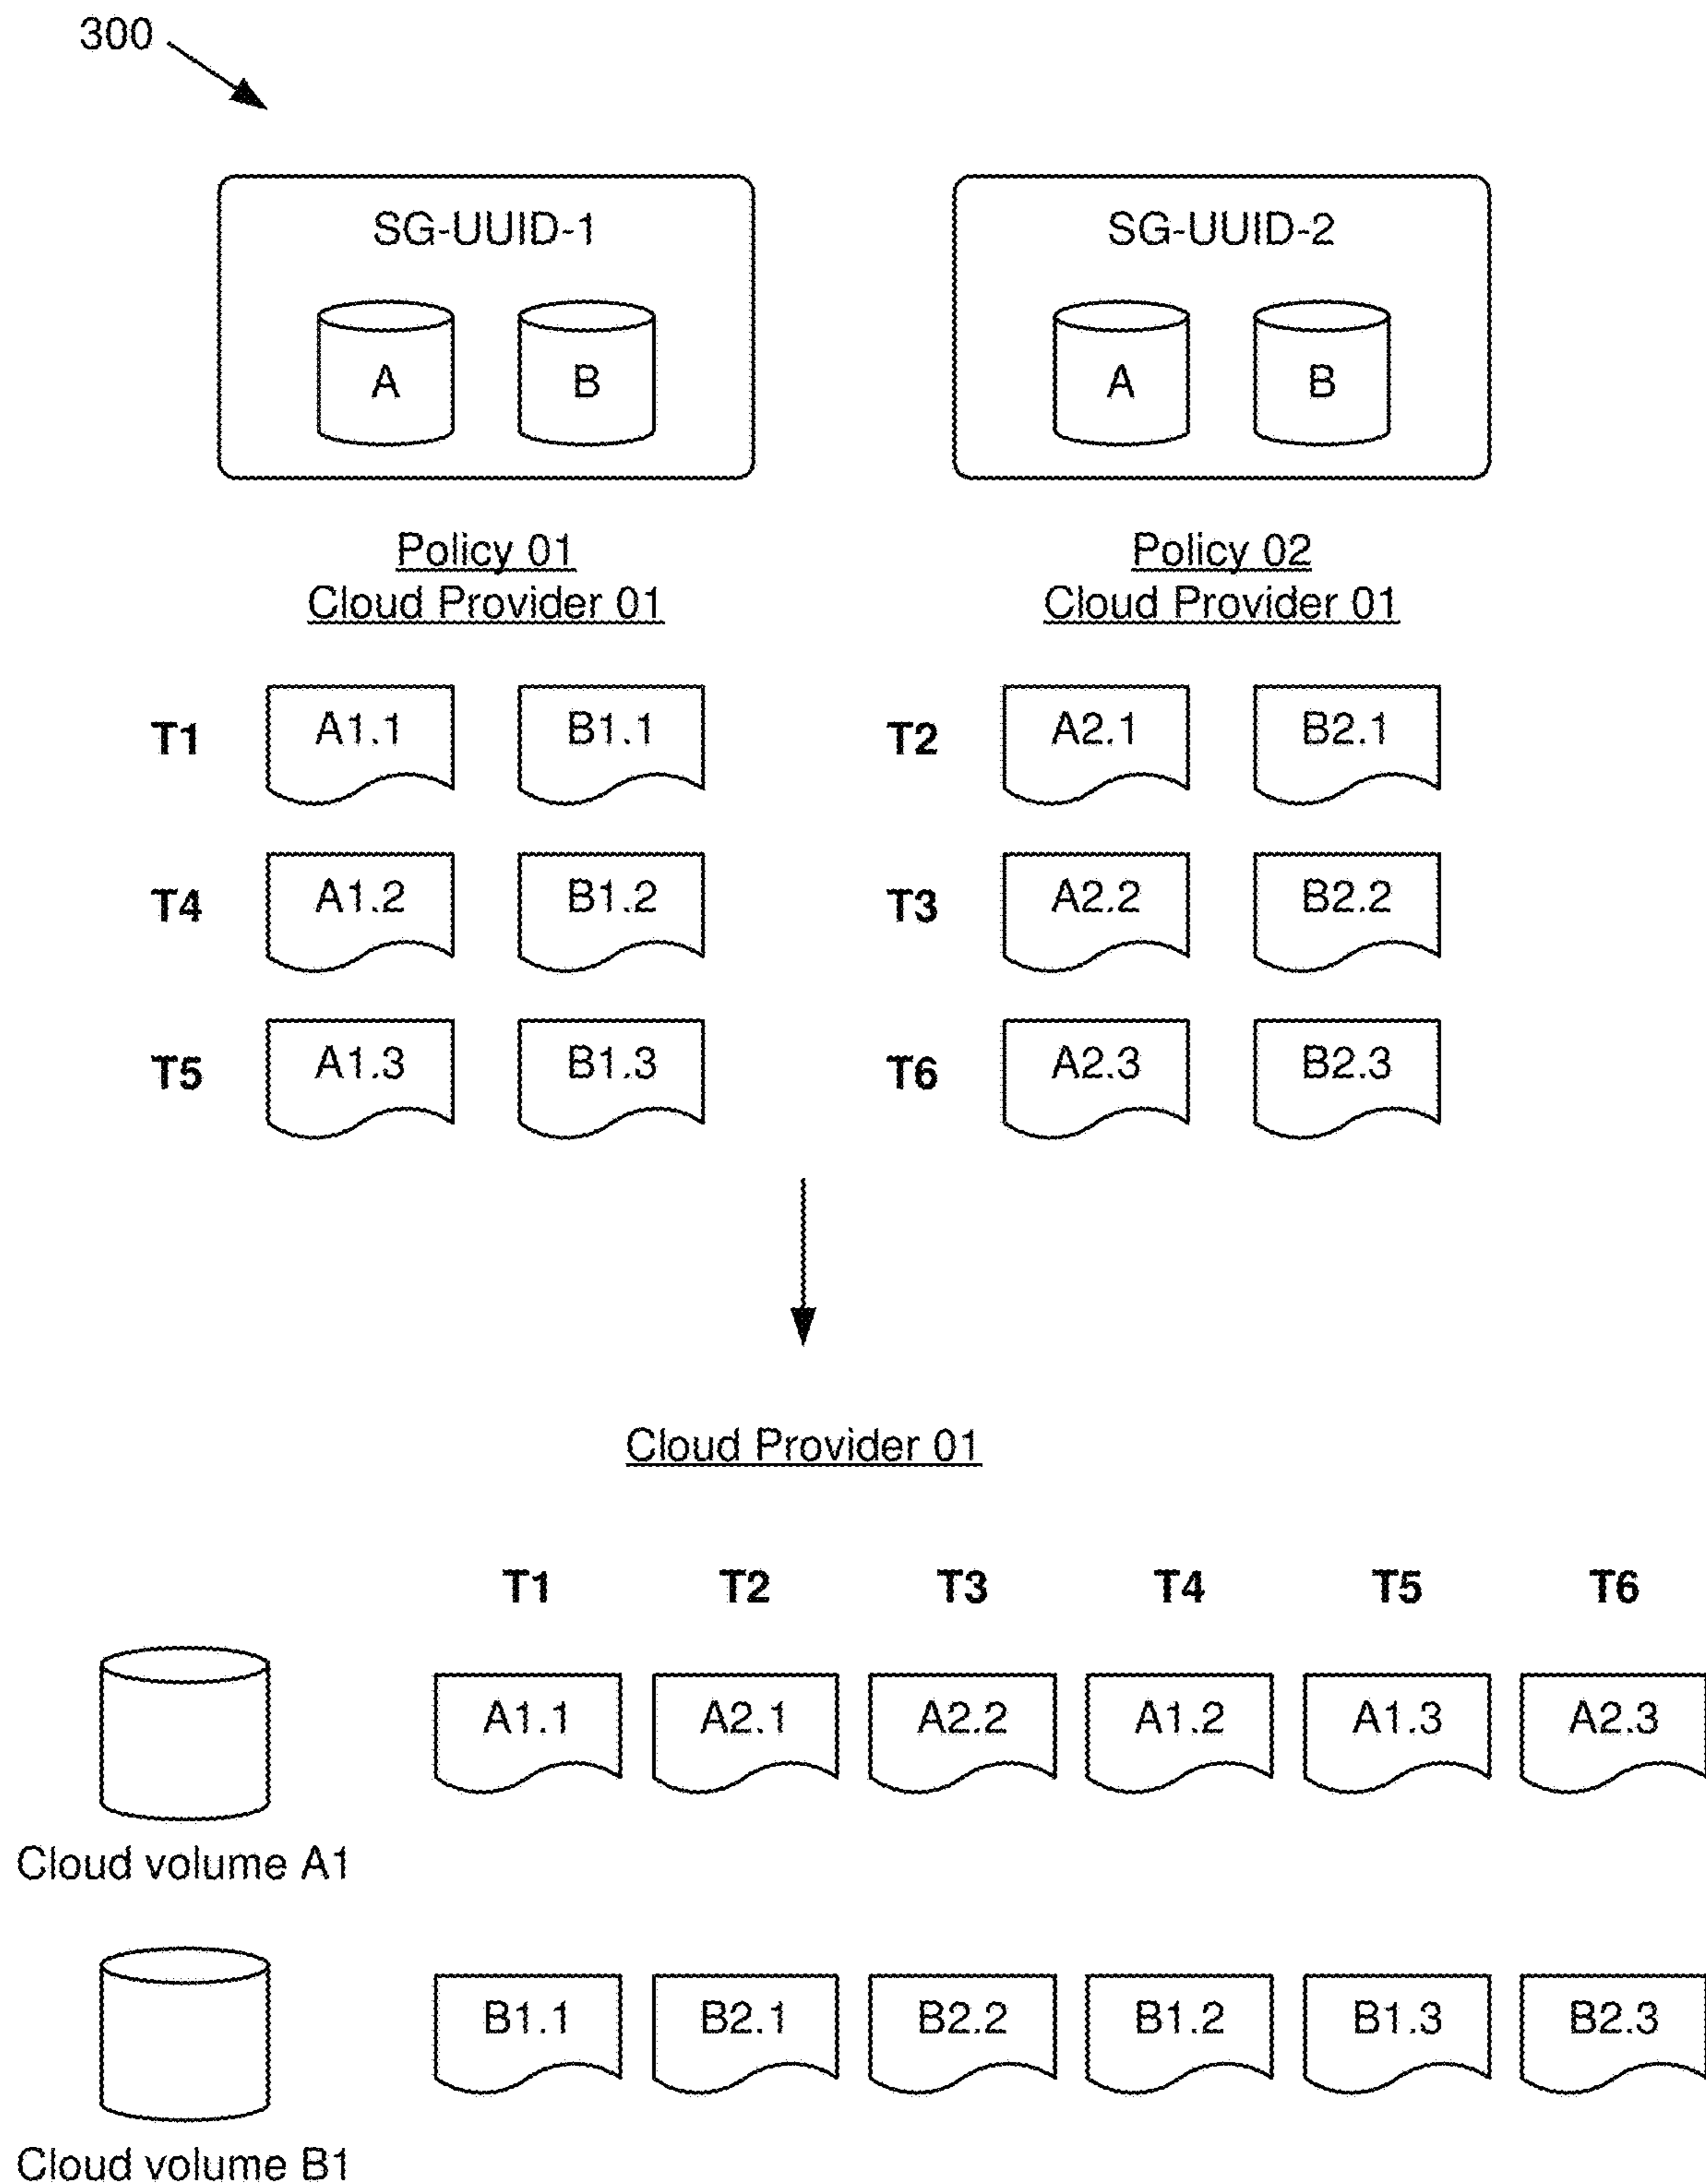 300
SG-UUID-1 SG-UUID-2
A B A B
Policy 01 Policy 02
Cloud Provider 01 Cloud Provider 01
T1 A1.1 B1.1 T2 A2.1 B2.1
T4 A1.2 B1.2 T3 A2.2 B2.2
T5 A1.3 B1.3 T6 A2.3 B2.3
Cloud Provider 01
T1 T2 T3 T4 T5 T6
A1.1 A2.1 A2.2 A1.2 A1.3 A2.3
Cloud volume A1
B1.1 B2.1 B2.2 B1.2 B1.3 B2.3
Cloud volume B1